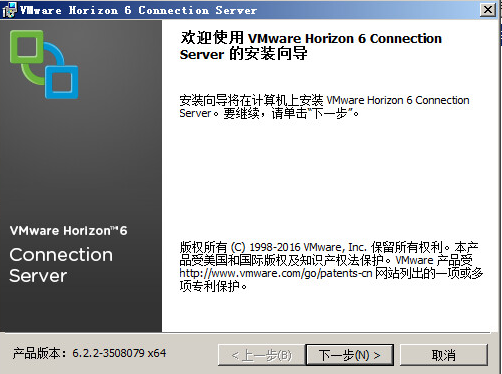 VMware Horizon 6 Connection Server
欢迎使用 VMware Horizon 6 Connection
Server 的安装向导
安装向导将在计算机上安装 VMware Horizon 6 Connection
Server。要继续，请单击“下一步”。
VMware Horizon™6
Connection
Server
版权所有 (C) 1998-2016 VMware, Inc. 保留所有权利。本产
品受美国和国际版权及知识产权法保护。VMware 产品受
http://www.vmware.com/go/patents-cn 网站列出的一项或多
项专利保护。
产品版本： 6.2.2-3508079 x64
< 上一步(B)
下一步(N) >
取消